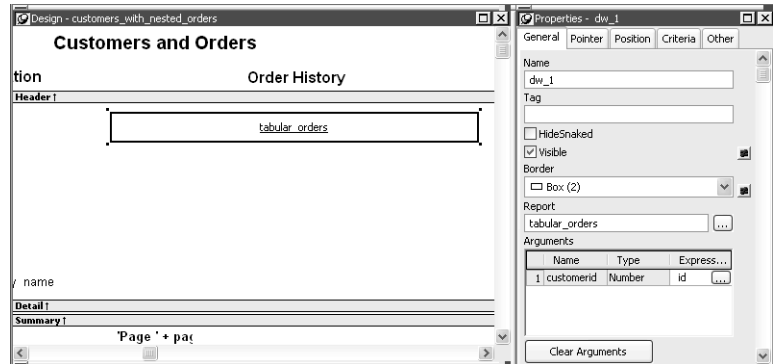 Design - customers_with_nested_orders
Customers and Orders
tion
Order History
Header ↑
tabular_orders
y name
Detail ↑
Summary ↑
'Page ' + pag
Properties - dw_1
General Pointer Position Criteria Other
Name
dw_1
Tag
HideSnaked
Visible
Border
Box (2)
Report
tabular_orders
...
Arguments
Name Type Express...
1 customerid Number id ...
Clear Arguments